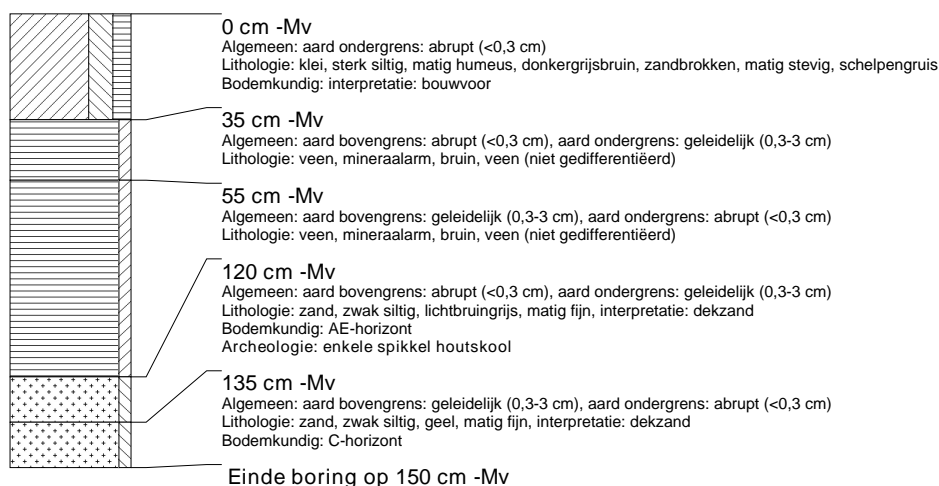 0 cm -Mv
Algemeen: aard ondergrens: abrupt (<0,3 cm)
Lithologie: klei, sterk siltig, matig humeus, donkergrijsbruin, zandbrokken, matig stevig, schelpengruis
Bodemkundig: interpretatie: bouwvoor
35 cm -Mv
Algemeen: aard bovengrens: abrupt (<0,3 cm), aard ondergrens: geleidelijk (0,3-3 cm)
Lithologie: veen, mineraalarm, bruin, veen (niet gedifferentiëerd)
55 cm -Mv
Algemeen: aard bovengrens: geleidelijk (0,3-3 cm), aard ondergrens: abrupt (<0,3 cm)
Lithologie: veen, mineraalarm, bruin, veen (niet gedifferentiëerd)
120 cm -Mv
Algemeen: aard bovengrens: abrupt (<0,3 cm), aard ondergrens: geleidelijk (0,3-3 cm)
Lithologie: zand, zwak siltig, lichtbruingrijs, matig fijn, interpretatie: dekzand
Bodemkundig: AE-horizont
Archeologie: enkele spikkel houtskool
135 cm -Mv
Algemeen: aard bovengrens: geleidelijk (0,3-3 cm), aard ondergrens: abrupt (<0,3 cm)
Lithologie: zand, zwak siltig, geel, matig fijn, interpretatie: dekzand
Bodemkundig: C-horizont
Einde boring op 150 cm -Mv